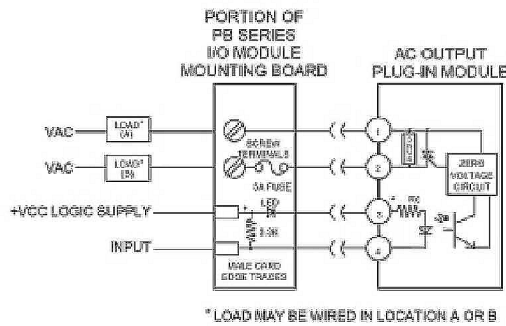 PORTION OF
PB SERIES
I/O MODULE
MOUNTING BOARD
AC OUTPUT
PLUG-IN MODULE
VAC
LOAD*
(A)
SCREW
TERMINALS
1
VAC
LOAD*
(B)
5A FUSE
2
ZERO
VOLTAGE
CIRCUIT
+VCC LOGIC SUPPLY
LED
3
INPUT
4
MALE CARD
EDGE TRACES
* LOAD MAY BE WIRED IN LOCATION A OR B